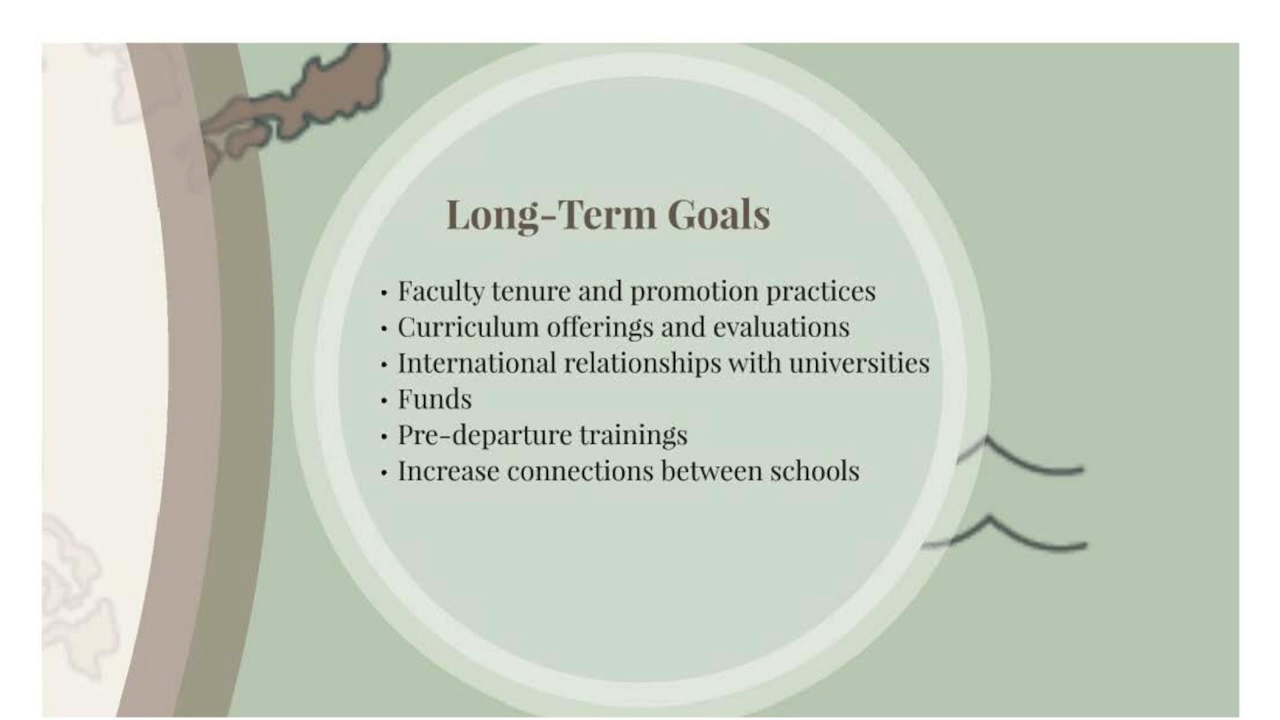 Long-Term Goals
• Faculty tenure and promotion practices
• Curriculum offerings and evaluations
• International relationships with universities
• Funds
• Pre-departure trainings
• Increase connections between schools